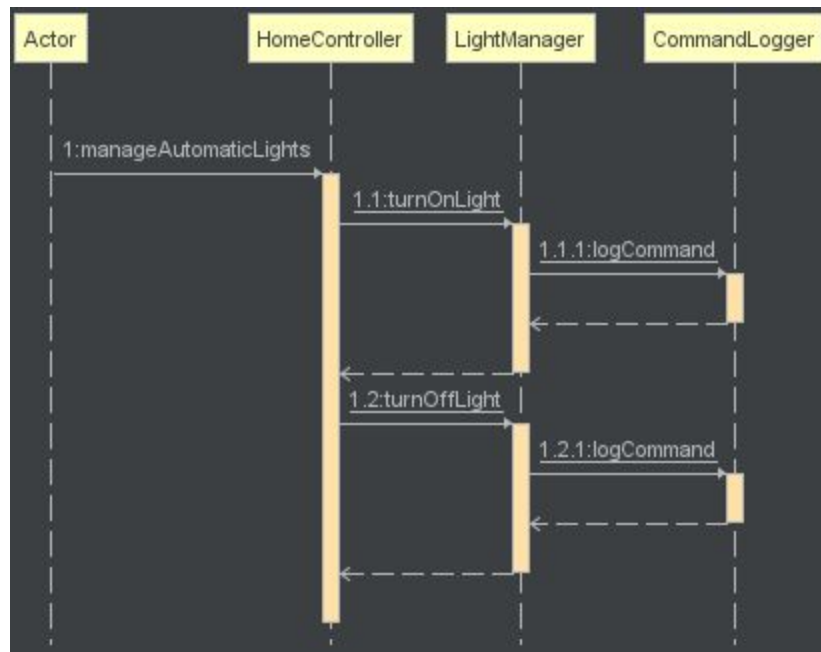 Actor
HomeController
LightManager
CommandLogger
1:manageAutomaticLights
1.1:turnOnLight
1.1.1:logCommand
1.2:turnOffLight
1.2.1:logCommand